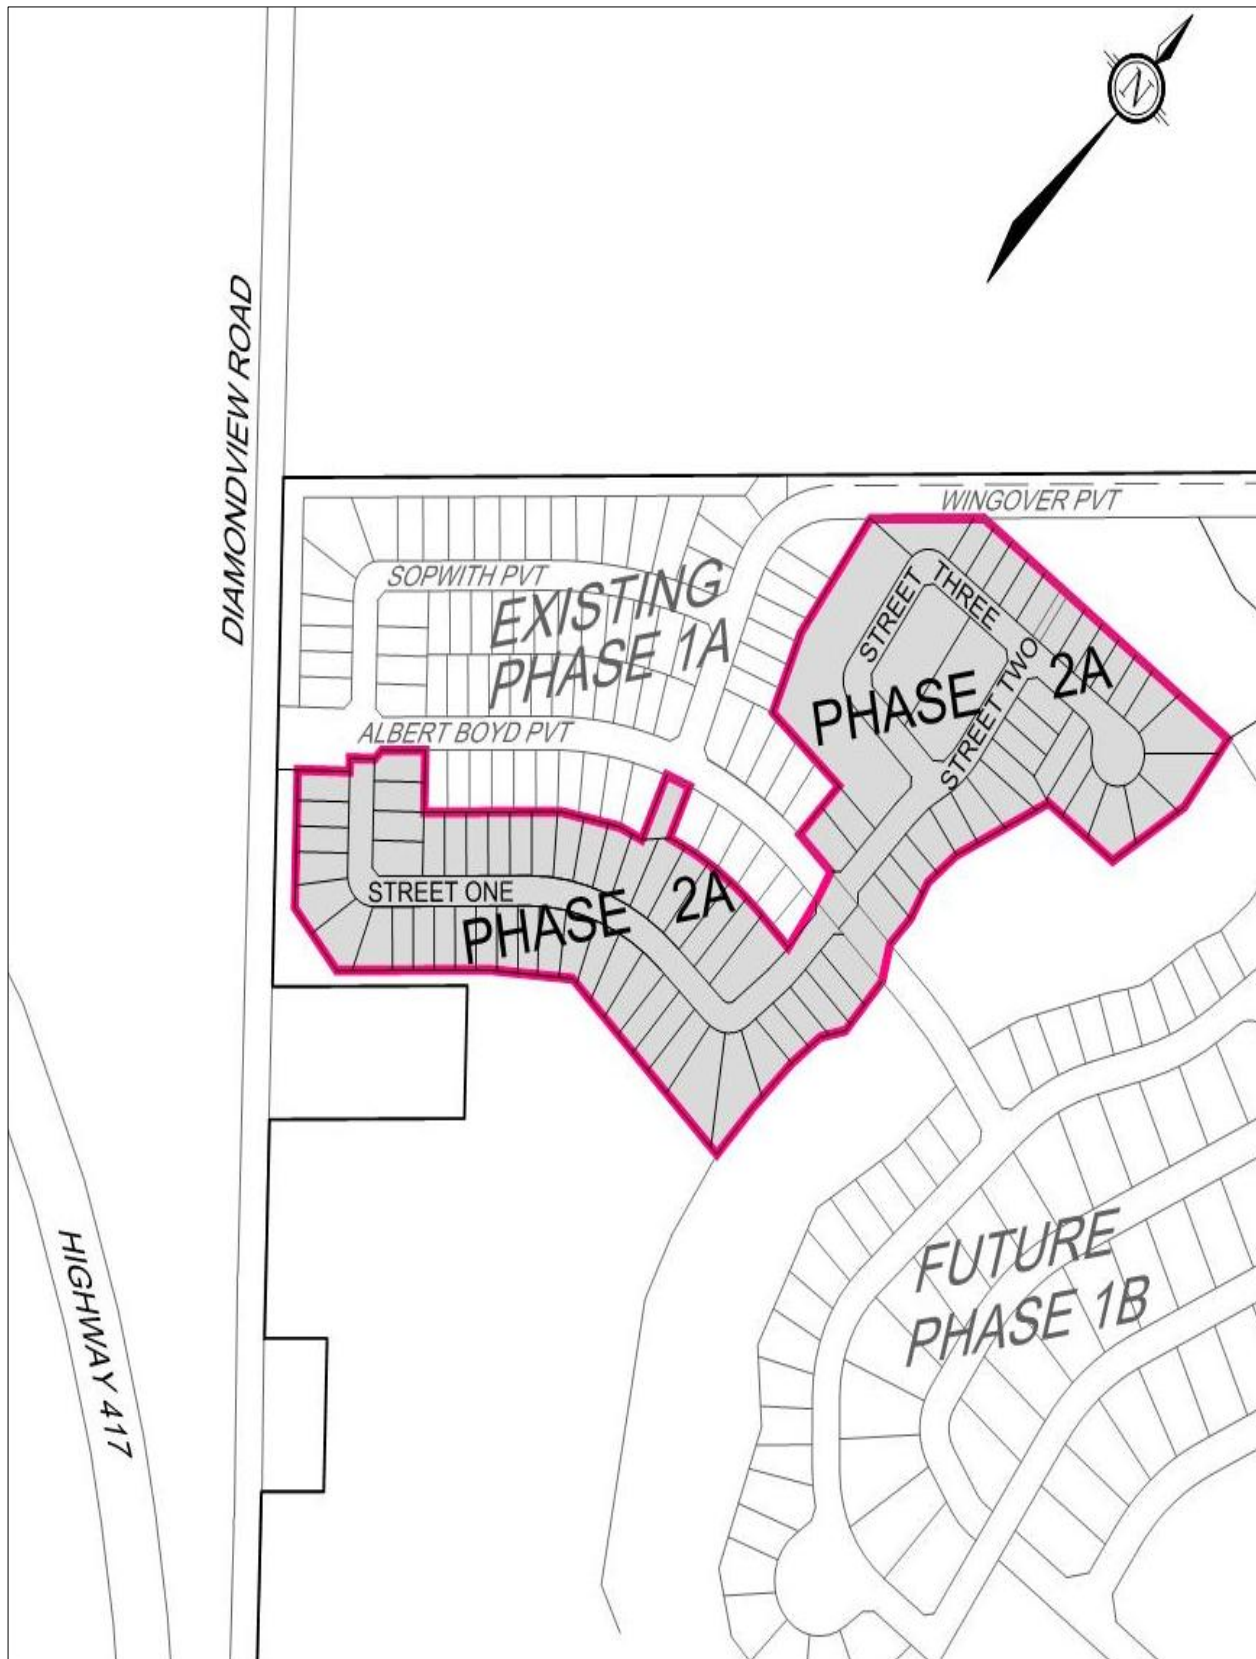 N
DIAMONDVIEW ROAD
WINGOVER PVT
SOPWITH PVT
EXISTING
PHASE 1A
STREET
THREE
STREET TWO
PHASE 2A
ALBERT BOYD PVT
STREET ONE
PHASE 2A
HIGHWAY 417
FUTURE
PHASE 1B